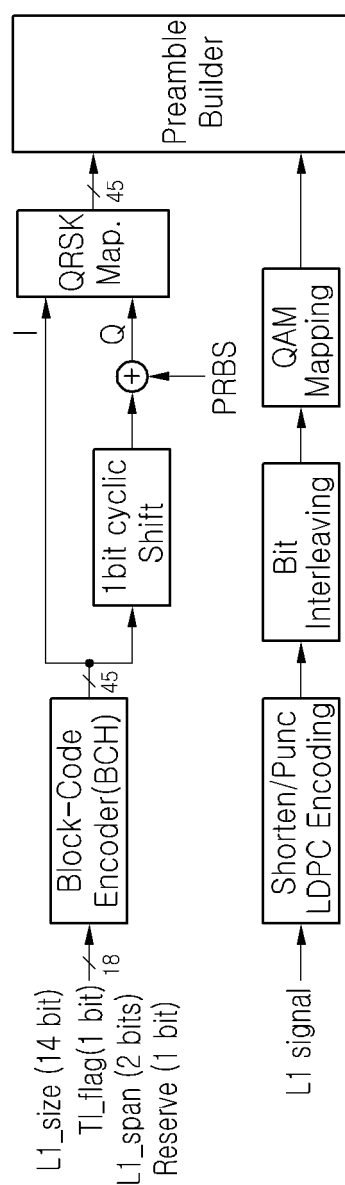 L1_size (14 bit)
TI_flag(1 bit)
L1_span (2 bits)
Reserve (1 bit)
18
Block-Code
Encoder(BCH)
45
1bit cyclic
Shift
PRBS
I
Q
QRSK
Map.
45
Preamble
Builder
L1 signal
Shorten/Punc
LDPC Encoding
Bit
Interleaving
QAM
Mapping